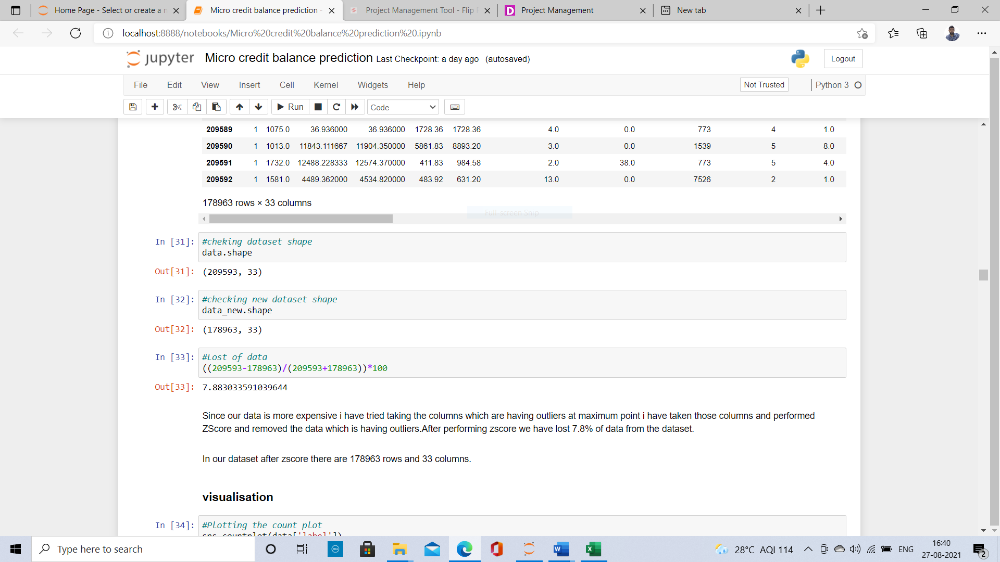 Home Page - Select or create a n
Micro credit balance prediction -
Project Management Tool - Flip
Project Management
New tab
localhost:8888/notebooks/Micro%20credit%20balance%20prediction%20.ipynb
jupyter Micro credit balance prediction Last Checkpoint: a day ago (autosaved)
Logout
File Edit View Insert Cell Kernel Widgets Help
Not Trusted
Python 3
Run
Code
209589 1 1075.0 36.936000 36.936000 1728.36 1728.36 4.0 0.0 773 4 1.0
209590 1 1013.0 11843.111667 11904.350000 5861.83 8893.20 3.0 0.0 1539 5 8.0
209591 1 1732.0 12488.228333 12574.370000 411.83 984.58 2.0 38.0 773 5 4.0
209592 1 1581.0 4489.362000 4534.820000 483.92 631.20 13.0 0.0 7526 2 1.0
178963 rows × 33 columns
Full-screen Snip
In [31]: #cheking dataset shape
data.shape
Out[31]: (209593, 33)
In [32]: #checking new dataset shape
data_new.shape
Out[32]: (178963, 33)
In [33]: #Lost of data
((209593-178963)/(209593+178963))*100
Out[33]: 7.883033591039644
Since our data is more expensive i have tried taking the columns which are having outliers at maximum point i have taken those columns and performed
ZScore and removed the data which is having outliers.After performing zscore we have lost 7.8% of data from the dataset.
In our dataset after zscore there are 178963 rows and 33 columns.
visualisation
In [34]: #Plotting the count plot
sns.countplot(data['label'])
Type here to search
DELL
W
X
28°C AQI 114
ENG
16:40
27-08-2021
2